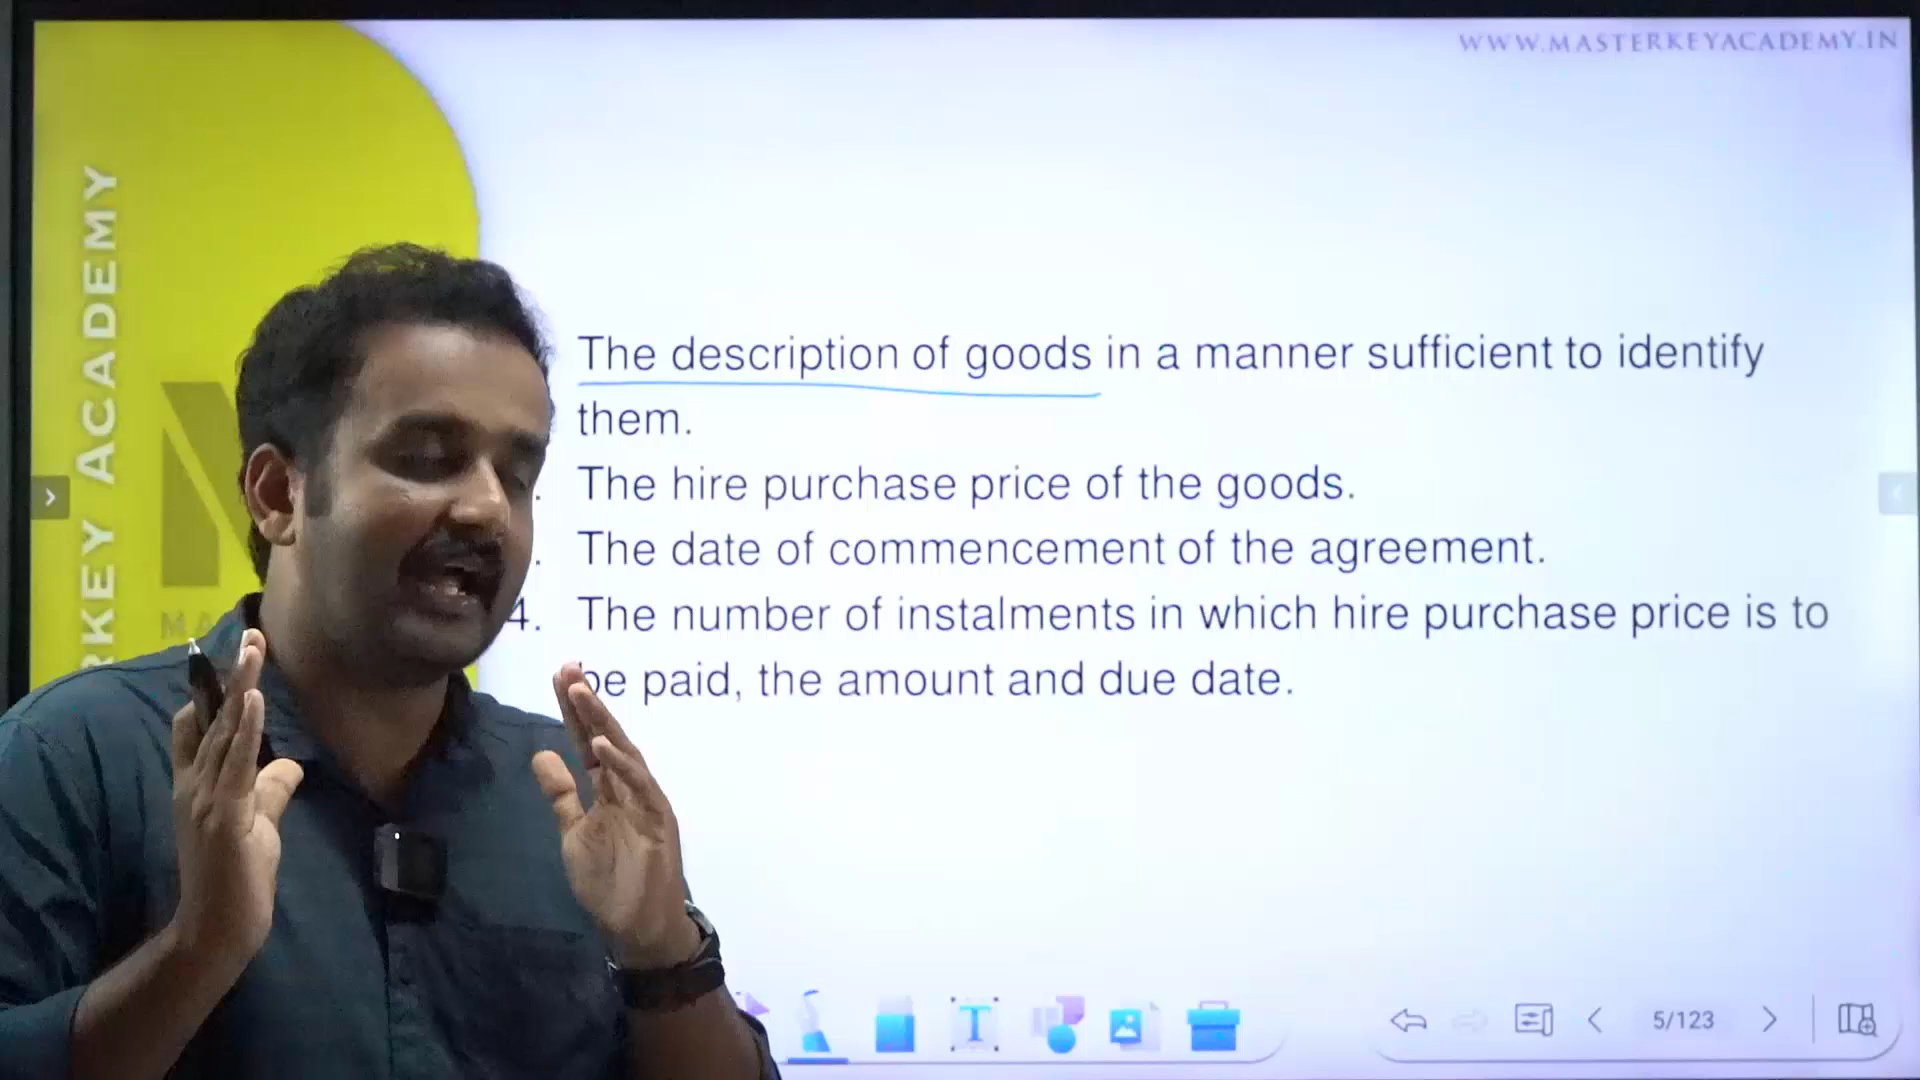 WWW.MASTERKEYACADEMY.IN
RKEY ACADEMY
MA
The description of goods in a manner sufficient to identify
them.
. The hire purchase price of the goods.
. The date of commencement of the agreement.
4. The number of instalments in which hire purchase price is to
be paid, the amount and due date.
T
5/123